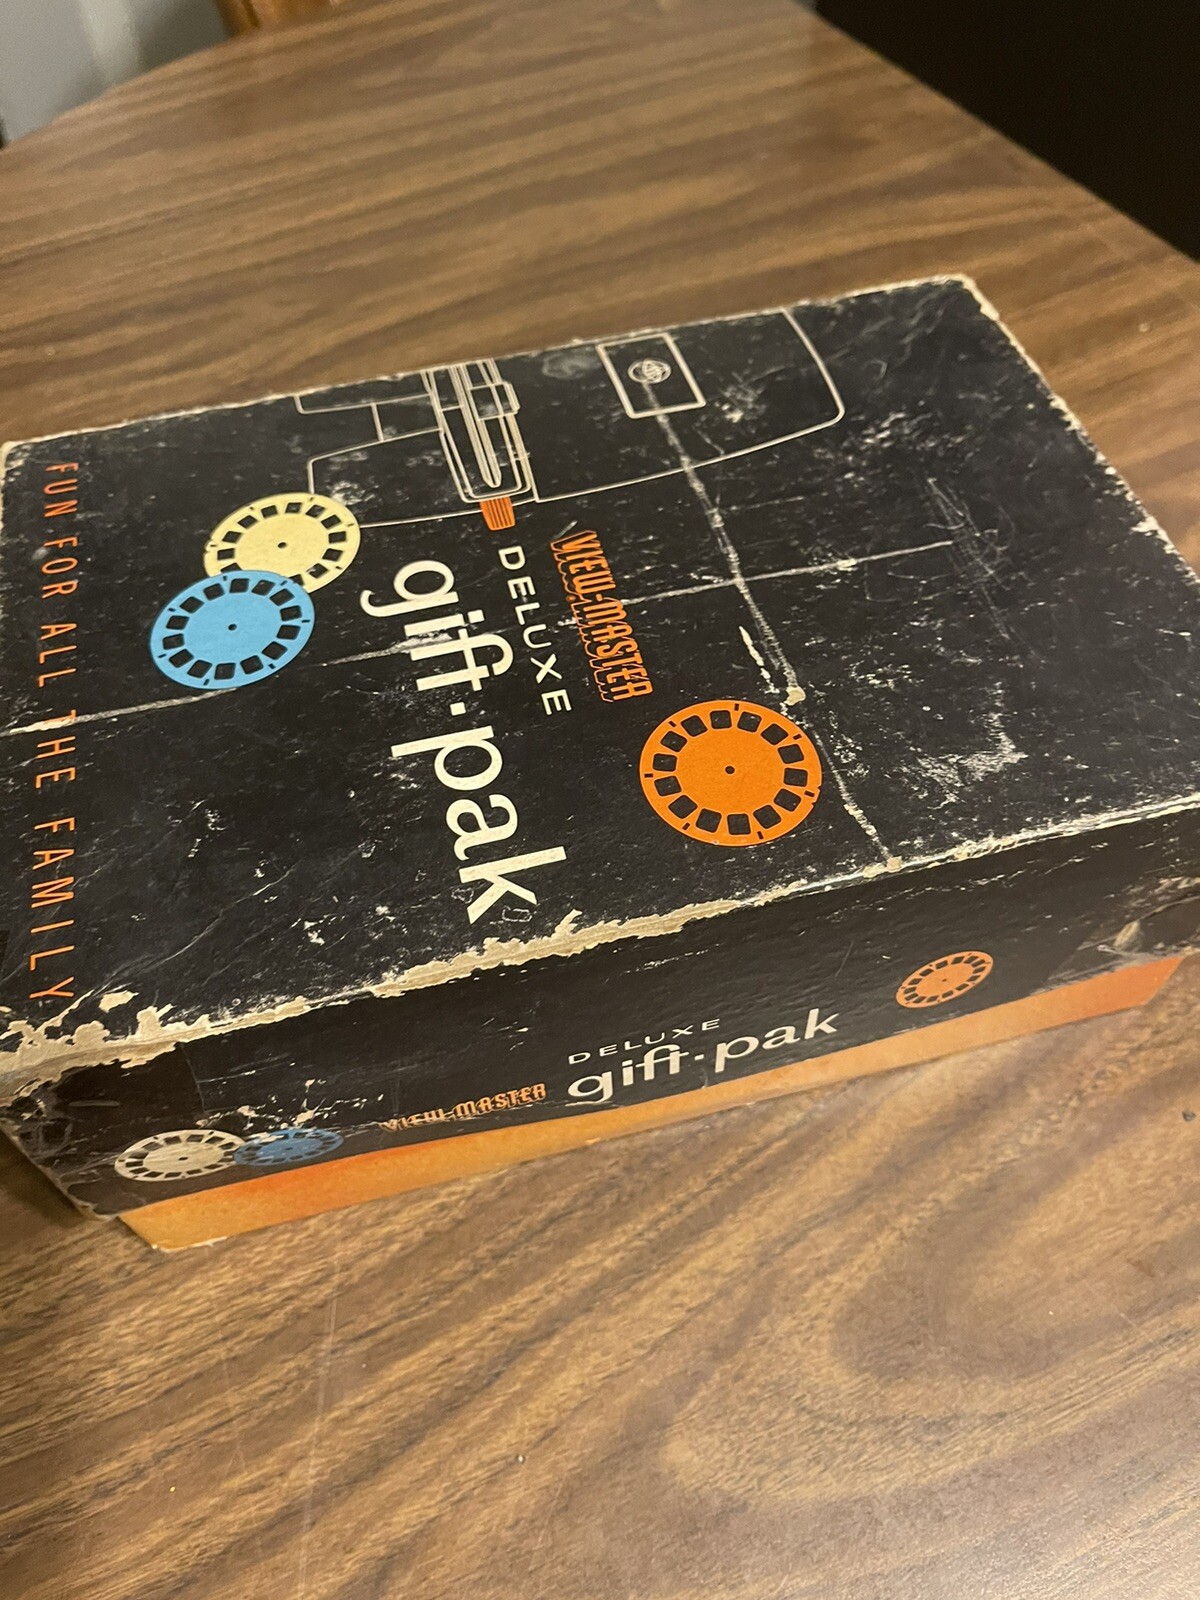 VIEW-MASTER
DELUXE
gift·pak
FUN FOR ALL THE FAMILY
VIEW-MASTER
DELUXE
gift·pak